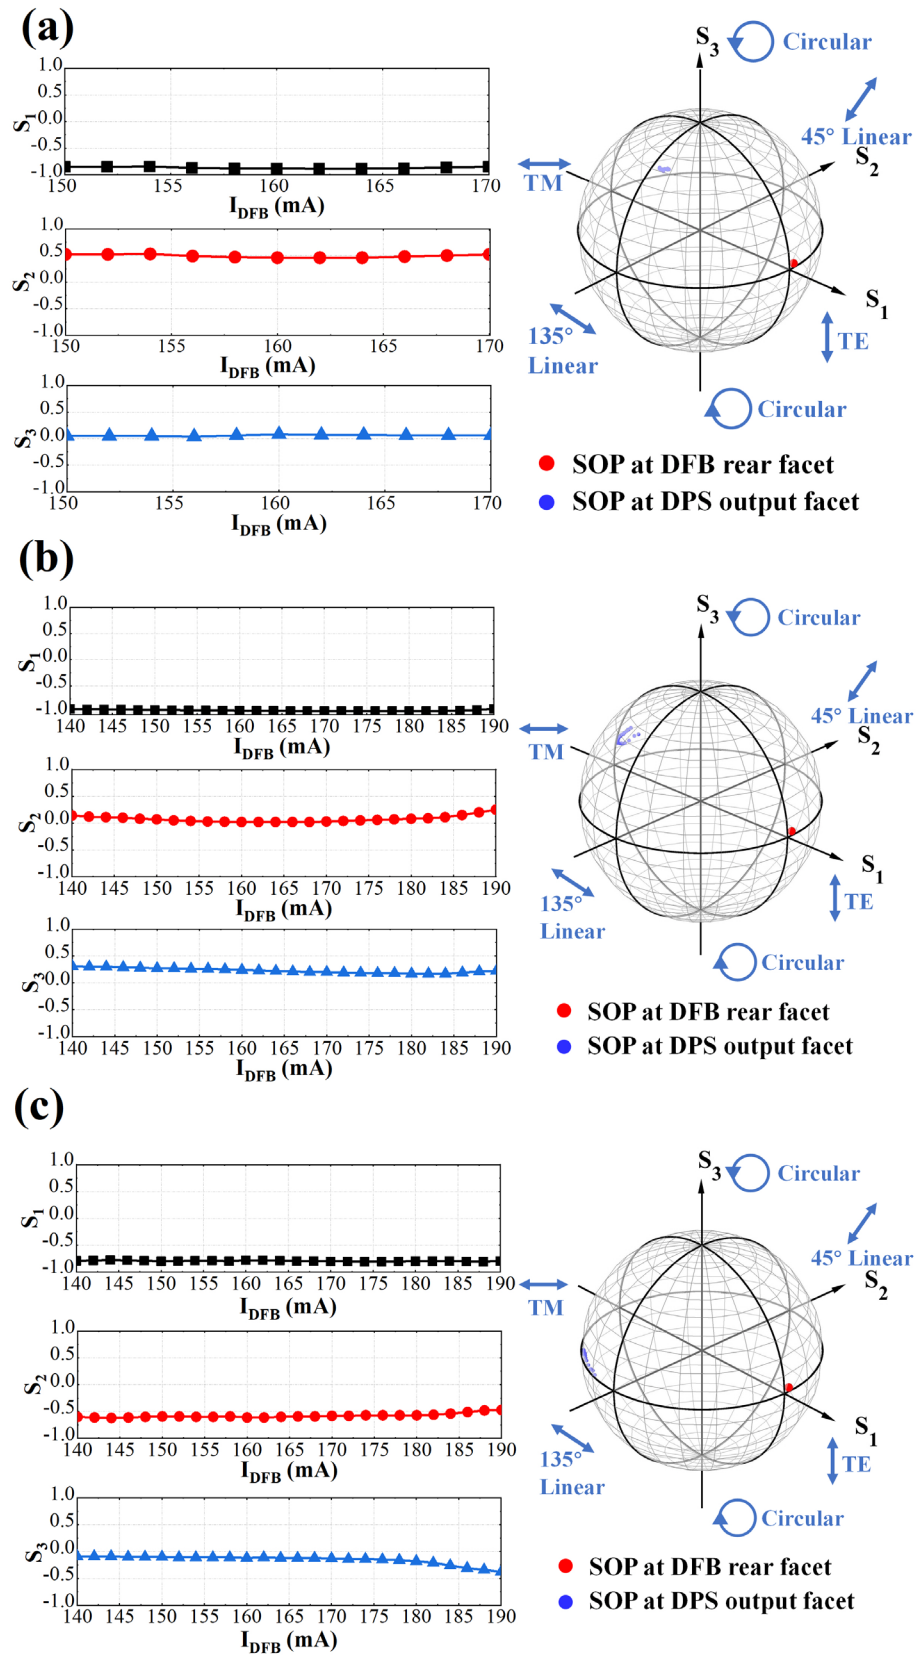 (a)
1.0
0.5
0.0
-0.5
-1.0
S1
150 155 160 165 170
IDFB (mA)
1.0
0.5
0.0
-0.5
-1.0
S2
150 155 160 165 170
IDFB (mA)
1.0
0.5
0.0
-0.5
-1.0
S3
150 155 160 165 170
IDFB (mA)
S3
Circular
45° Linear
S2
TM
S1
135°
Linear
TE
Circular
SOP at DFB rear facet
SOP at DPS output facet
(b)
1.0
0.5
0.0
-0.5
-1.0
S1
140 145 150 155 160 165 170 175 180 185 190
IDFB (mA)
1.0
0.5
0.0
-0.5
-1.0
S2
140 145 150 155 160 165 170 175 180 185 190
IDFB (mA)
1.0
0.5
0.0
-0.5
-1.0
S3
140 145 150 155 160 165 170 175 180 185 190
IDFB (mA)
S3
Circular
45° Linear
S2
TM
S1
135°
Linear
TE
Circular
SOP at DFB rear facet
SOP at DPS output facet
(c)
1.0
0.5
0.0
-0.5
-1.0
S1
140 145 150 155 160 165 170 175 180 185 190
IDFB (mA)
1.0
0.5
0.0
-0.5
-1.0
S2
140 145 150 155 160 165 170 175 180 185 190
IDFB (mA)
1.0
0.5
0.0
-0.5
-1.0
S3
140 145 150 155 160 165 170 175 180 185 190
IDFB (mA)
S3
Circular
45° Linear
S2
TM
S1
135°
Linear
TE
Circular
SOP at DFB rear facet
SOP at DPS output facet